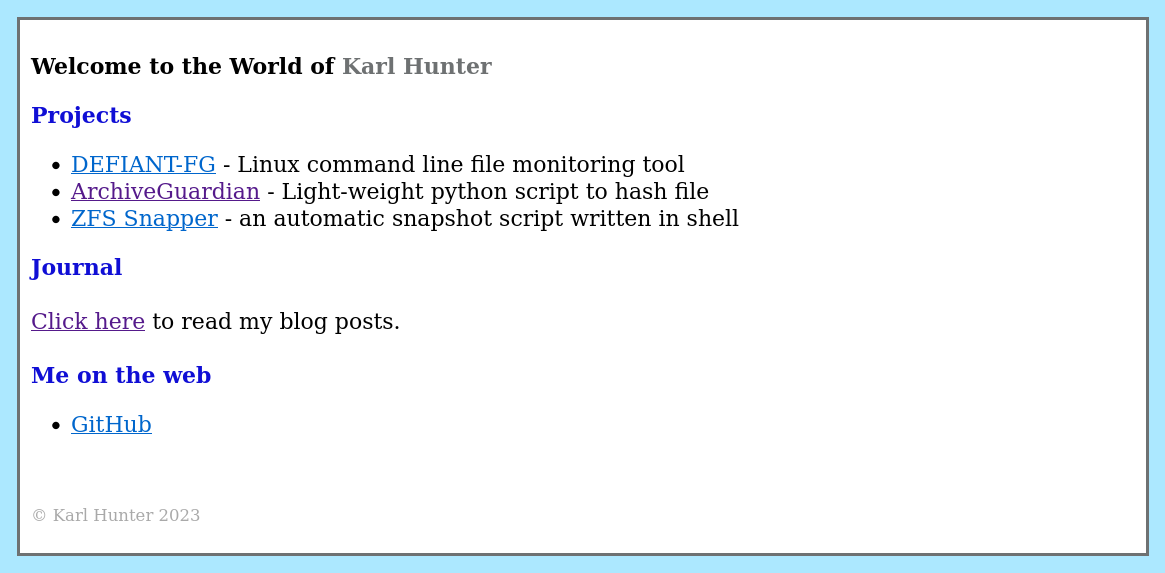 Welcome to the World of Karl Hunter
Projects
• DEFIANT-FG - Linux command line file monitoring tool
• ArchiveGuardian - Light-weight python script to hash file
• ZFS Snapper - an automatic snapshot script written in shell
Journal
Click here to read my blog posts.
Me on the web
• GitHub
© Karl Hunter 2023